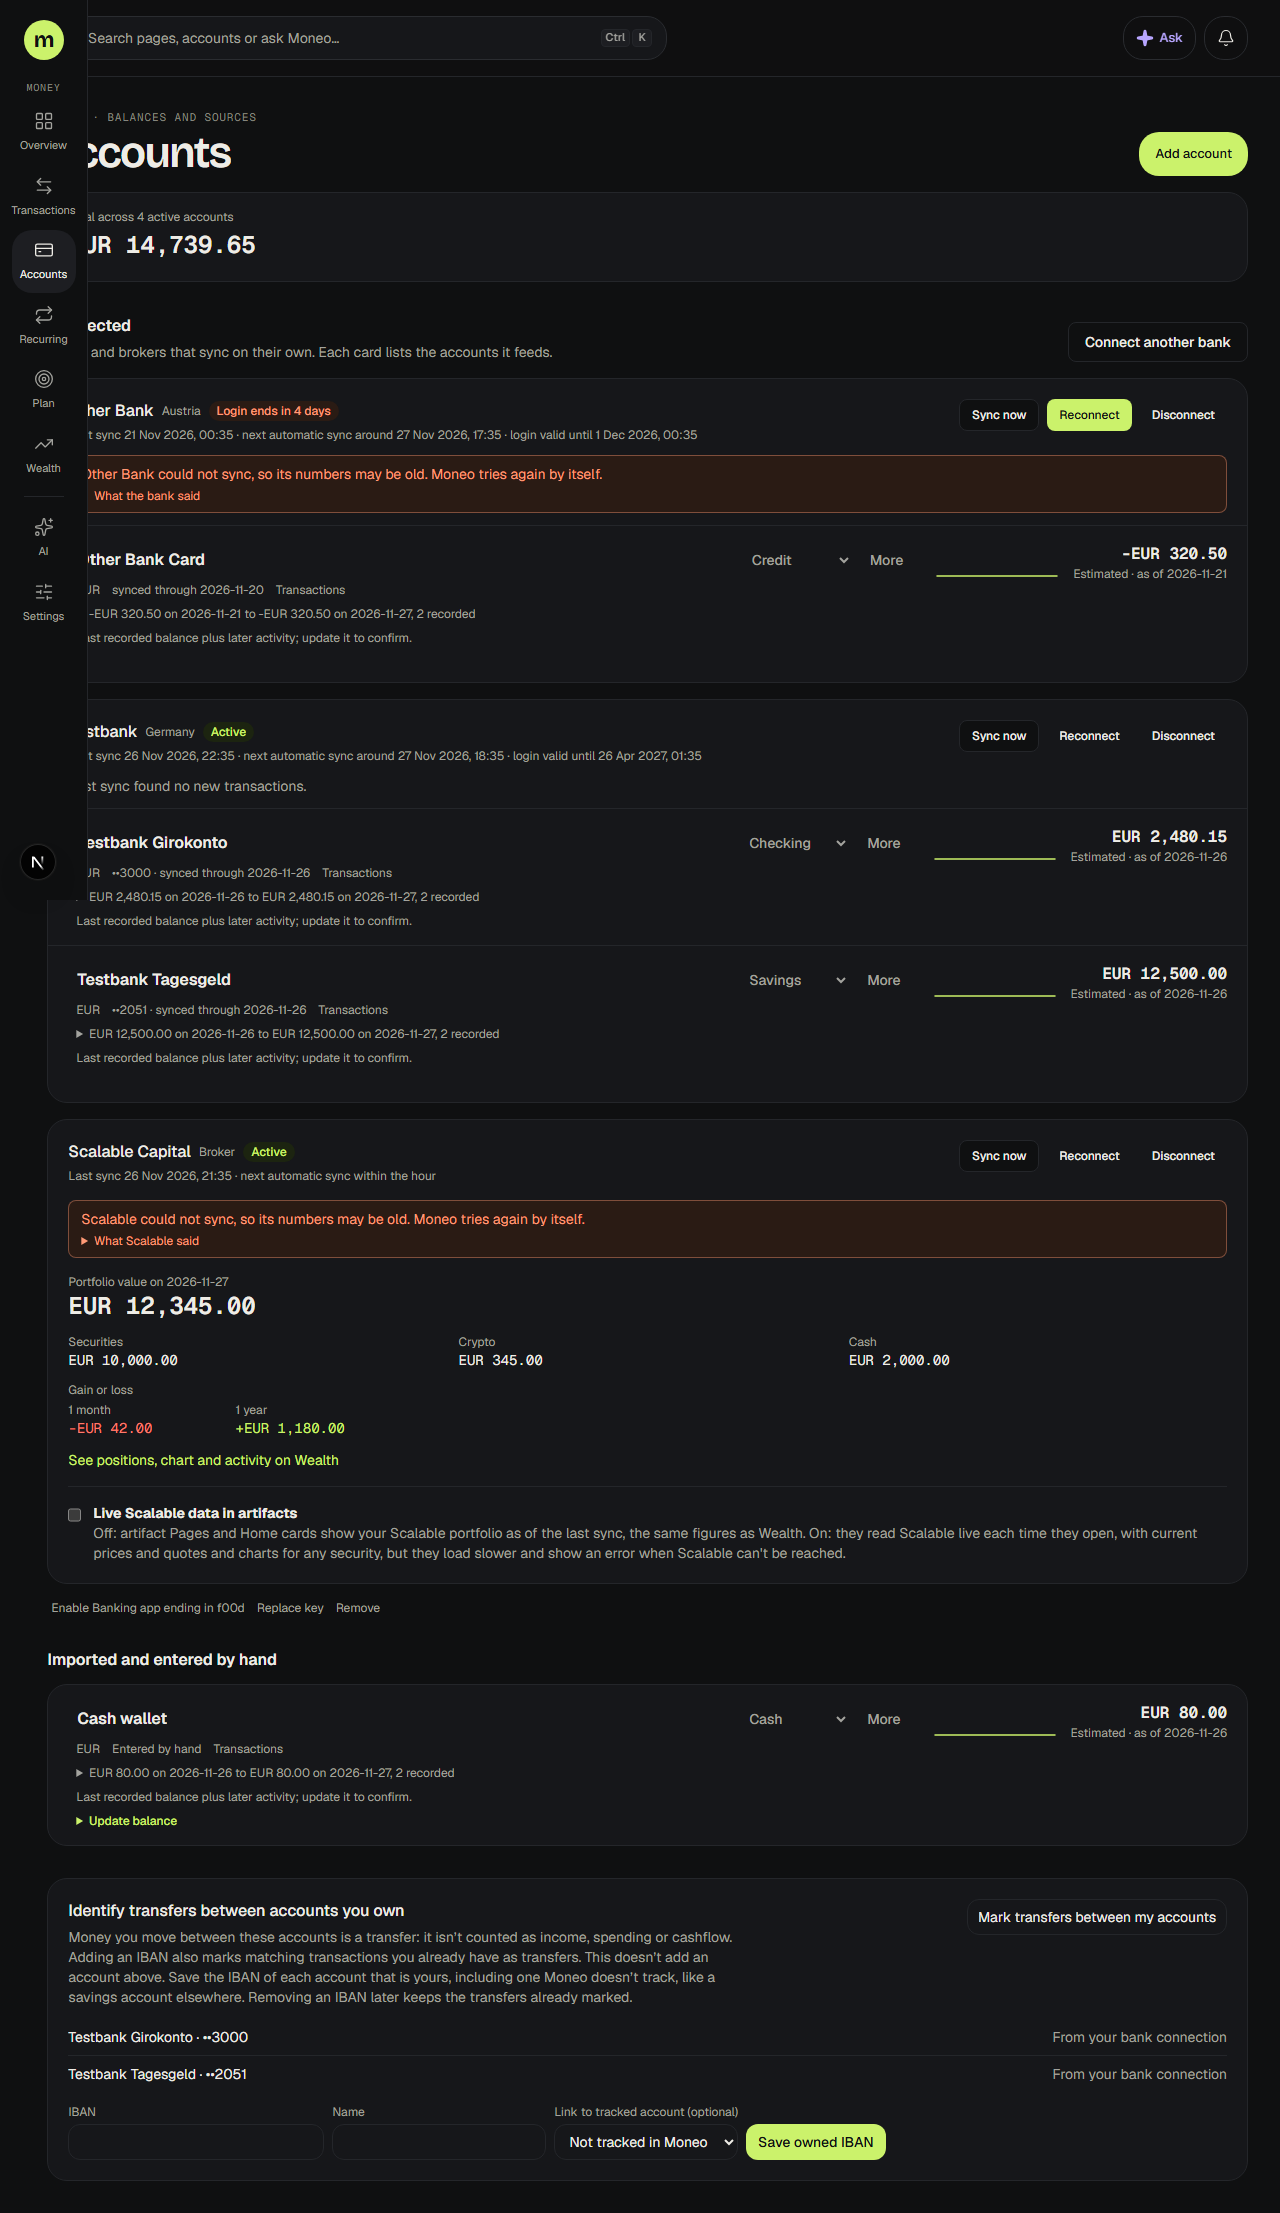 m
Search pages, accounts or ask Moneo...
Ctrl K
Ask
MONEY
Overview
Transactions
Accounts
Recurring
Plan
Wealth
AI
Settings
N
· BALANCES AND SOURCES
ccounts
Add account
al across 4 active accounts
UR 14,739.65
ected
and brokers that sync on their own. Each card lists the accounts it feeds.
Connect another bank
her Bank Austria Login ends in 4 days
Sync now Reconnect Disconnect
t sync 21 Nov 2026, 00:35 · next automatic sync around 27 Nov 2026, 17:35 · login valid until 1 Dec 2026, 00:35
Other Bank could not sync, so its numbers may be old. Moneo tries again by itself.
What the bank said
Other Bank Card
Credit More
-EUR 320.50
Estimated · as of 2026-11-21
UR synced through 2026-11-20 Transactions
-EUR 320.50 on 2026-11-21 to -EUR 320.50 on 2026-11-27, 2 recorded
ast recorded balance plus later activity; update it to confirm.
stbank Germany Active
Sync now Reconnect Disconnect
t sync 26 Nov 2026, 22:35 · next automatic sync around 27 Nov 2026, 18:35 · login valid until 26 Apr 2027, 01:35
st sync found no new transactions.
estbank Girokonto
Checking More
EUR 2,480.15
Estimated · as of 2026-11-26
UR ••3000 · synced through 2026-11-26 Transactions
EUR 2,480.15 on 2026-11-26 to EUR 2,480.15 on 2026-11-27, 2 recorded
Last recorded balance plus later activity; update it to confirm.
Testbank Tagesgeld
Savings More
EUR 12,500.00
Estimated · as of 2026-11-26
EUR ••2051 · synced through 2026-11-26 Transactions
EUR 12,500.00 on 2026-11-26 to EUR 12,500.00 on 2026-11-27, 2 recorded
Last recorded balance plus later activity; update it to confirm.
Scalable Capital Broker Active
Sync now Reconnect Disconnect
Last sync 26 Nov 2026, 21:35 · next automatic sync within the hour
Scalable could not sync, so its numbers may be old. Moneo tries again by itself.
What Scalable said
Portfolio value on 2026-11-27
EUR 12,345.00
Securities Crypto Cash
EUR 10,000.00 EUR 345.00 EUR 2,000.00
Gain or loss
1 month 1 year
-EUR 42.00 +EUR 1,180.00
See positions, chart and activity on Wealth
Live Scalable data in artifacts
Off: artifact Pages and Home cards show your Scalable portfolio as of the last sync, the same figures as Wealth. On: they read Scalable live each time they open, with current
prices and quotes and charts for any security, but they load slower and show an error when Scalable can't be reached.
Enable Banking app ending in f00d Replace key Remove
Imported and entered by hand
Cash wallet
Cash More
EUR 80.00
Estimated · as of 2026-11-26
EUR Entered by hand Transactions
EUR 80.00 on 2026-11-26 to EUR 80.00 on 2026-11-27, 2 recorded
Last recorded balance plus later activity; update it to confirm.
Update balance
Identify transfers between accounts you own
Mark transfers between my accounts
Money you move between these accounts is a transfer: it isn't counted as income, spending or cashflow.
Adding an IBAN also marks matching transactions you already have as transfers. This doesn't add an
account above. Save the IBAN of each account that is yours, including one Moneo doesn't track, like a
savings account elsewhere. Removing an IBAN later keeps the transfers already marked.
Testbank Girokonto · ••3000 From your bank connection
Testbank Tagesgeld · ••2051 From your bank connection
IBAN Name Link to tracked account (optional)
Not tracked in Moneo Save owned IBAN